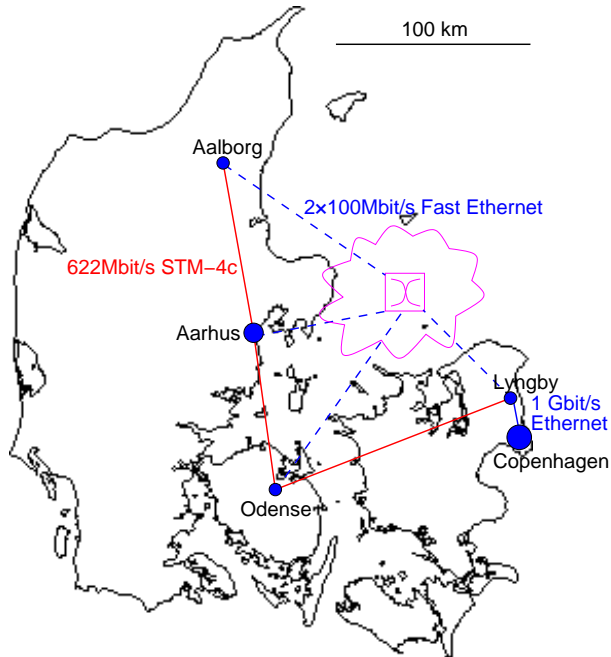 100 km
Aalborg
2×100Mbit/s Fast Ethernet
622Mbit/s STM−4c
Aarhus
Lyngby
1 Gbit/s
Ethernet
Copenhagen
Odense